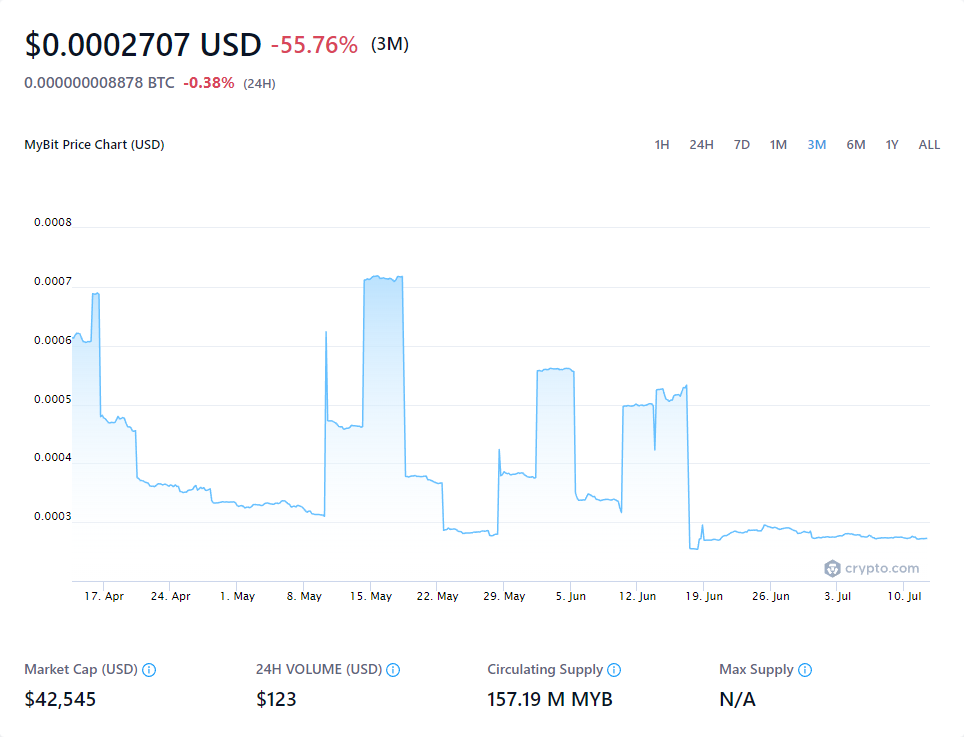 $0.0002707 USD -55.76% (3M)
0.000000008878 BTC -0.38% (24H)
MyBit Price Chart (USD) 1H 24H 7D 1M 3M 6M 1Y ALL
0.0008
0.0007
0.0006
0.0005
0.0004
0.0003
crypto.com
17. Apr 24. Apr 1. May 8. May 15. May 22. May 29. May 5. Jun 12. Jun 19. Jun 26. Jun 3. Jul 10. Jul
Market Cap (USD) 24H VOLUME (USD) Circulating Supply Max Supply
$42,545 $123 157.19 M MYB N/A